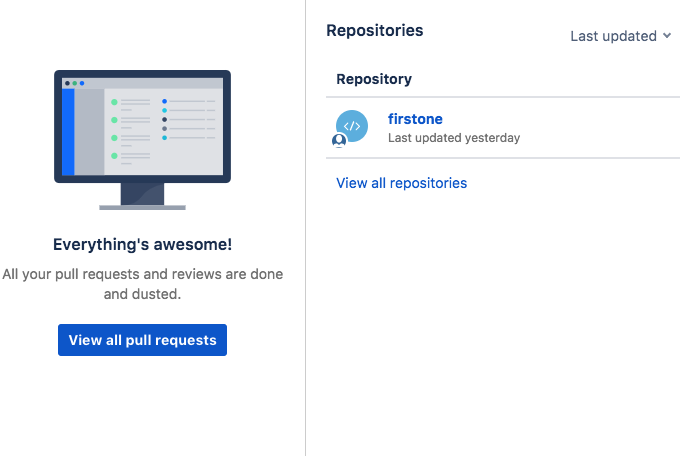 Everything's awesome!
All your pull requests and reviews are done
and dusted.
View all pull requests
Repositories
Last updated
Repository
</>
firstone
Last updated yesterday
View all repositories